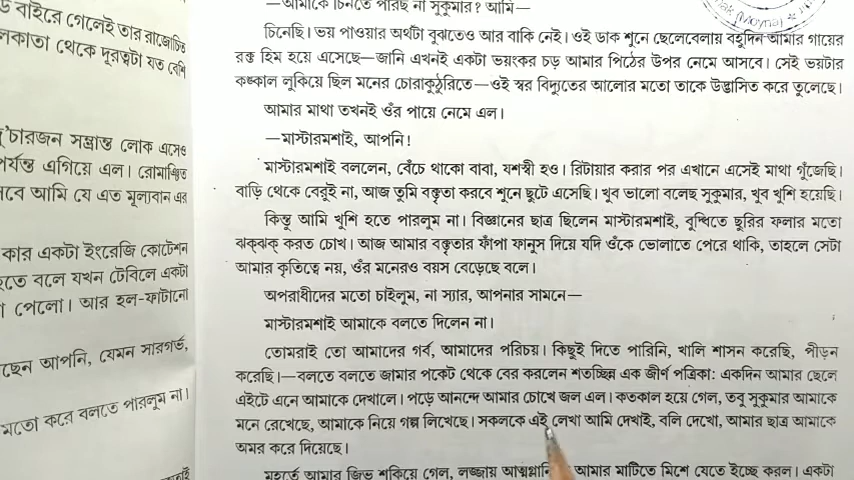 বাইরে গেলেই তার রাজোচিত
লকাতা থেকে দূরত্বটা যত বেশি
চারজন সম্ভ্রান্ত লোক এসেও
পর্যন্ত এগিয়ে এল। রোমাঞ্চিত
আমি যে এত মূল্যবান এর
কার একটা ইংরেজি কোটেশন
বলে যখন টেবিলে একটা
পেলো। আর হল-ফাটানো
ছেন আপনি, যেমন সারগর্ভ,
মতো করে বলতে পারলুম না।
—আমাকে চিনতে পারছ না সুকুমার? আমি—
চিনেছি। ভয় পাওয়ার অর্থটা বুঝতেও আর বাকি নেই। ওই ডাক শুনে ছেলেবেলায় বহুদিন আমার গায়ের
রক্ত হিম হয়ে এসেছে—জানি এখনই একটা ভয়ংকর চড় আমার পিঠের উপর নেমে আসবে। সেই ভয়টার
কঙ্কাল লুকিয়ে ছিল মনের চোরাকুঠুরিতে—ওই স্বর বিদ্যুতের আলোর মতো তাকে উদ্ভাসিত করে তুলেছে।
আমার মাথা তখনই ওঁর পায়ে নেমে এল।
—মাস্টারমশাই, আপনি!
মাস্টারমশাই বললেন, বেঁচে থাকো বাবা, যশস্বী হও। রিটায়ার করার পর এখানে এসেই মাথা গুঁজেছি।
বাড়ি থেকে বেরুই না, আজ তুমি বক্তৃতা করবে শুনে ছুটে এসেছি। খুব ভালো বলেছ সুকুমার, খুব খুশি হয়েছি।
কিন্তু আমি খুশি হতে পারলুম না। বিজ্ঞানের ছাত্র ছিলেন মাস্টারমশাই, বুদ্ধিতে ছুরির ফলার মতো
ঝক্‌ঝক্ করত চোখ। আজ আমার বক্তৃতার ফাঁপা ফানুস দিয়ে যদি ওঁকে ভোলাতে পেরে থাকি, তাহলে সেটা
আমার কৃতিত্বে নয়, ওঁর মনেরও বয়স বেড়েছে বলে।
অপরাধীদের মতো চাইলুম, না স্যার, আপনার সামনে—
মাস্টারমশাই আমাকে বলতে দিলেন না।
তোমরাই তো আমাদের গর্ব, আমাদের পরিচয়। কিছুই দিতে পারিনি, খালি শাসন করেছি, পীড়ন
করেছি।—বলতে বলতে জামার পকেট থেকে বের করলেন শতচ্ছিন্ন এক জীর্ণ পত্রিকা: একদিন আমার ছেলে
এইটে এনে আমাকে দেখালে। পড়ে আনন্দে আমার চোখে জল এল। কতকাল হয়ে গেল, তবু সুকুমার আমাকে
মনে রেখেছে, আমাকে নিয়ে গল্প লিখেছে। সকলকে এই লেখা আমি দেখাই, বলি দেখো, আমার ছাত্র আমাকে
অমর করে দিয়েছে।
মুহূর্তে আমার জিভ শুকিয়ে গেল, লজ্জায় আমার মাটিতে মিশে যেতে ইচ্ছে করল। একটা